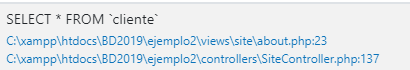 SELECT * FROM `cliente`
C:\xampp\htdocs\BD2019\ejemplo2\views\site\about.php:23
C:\xampp\htdocs\BD2019\ejemplo2\controllers\SiteController.php:137